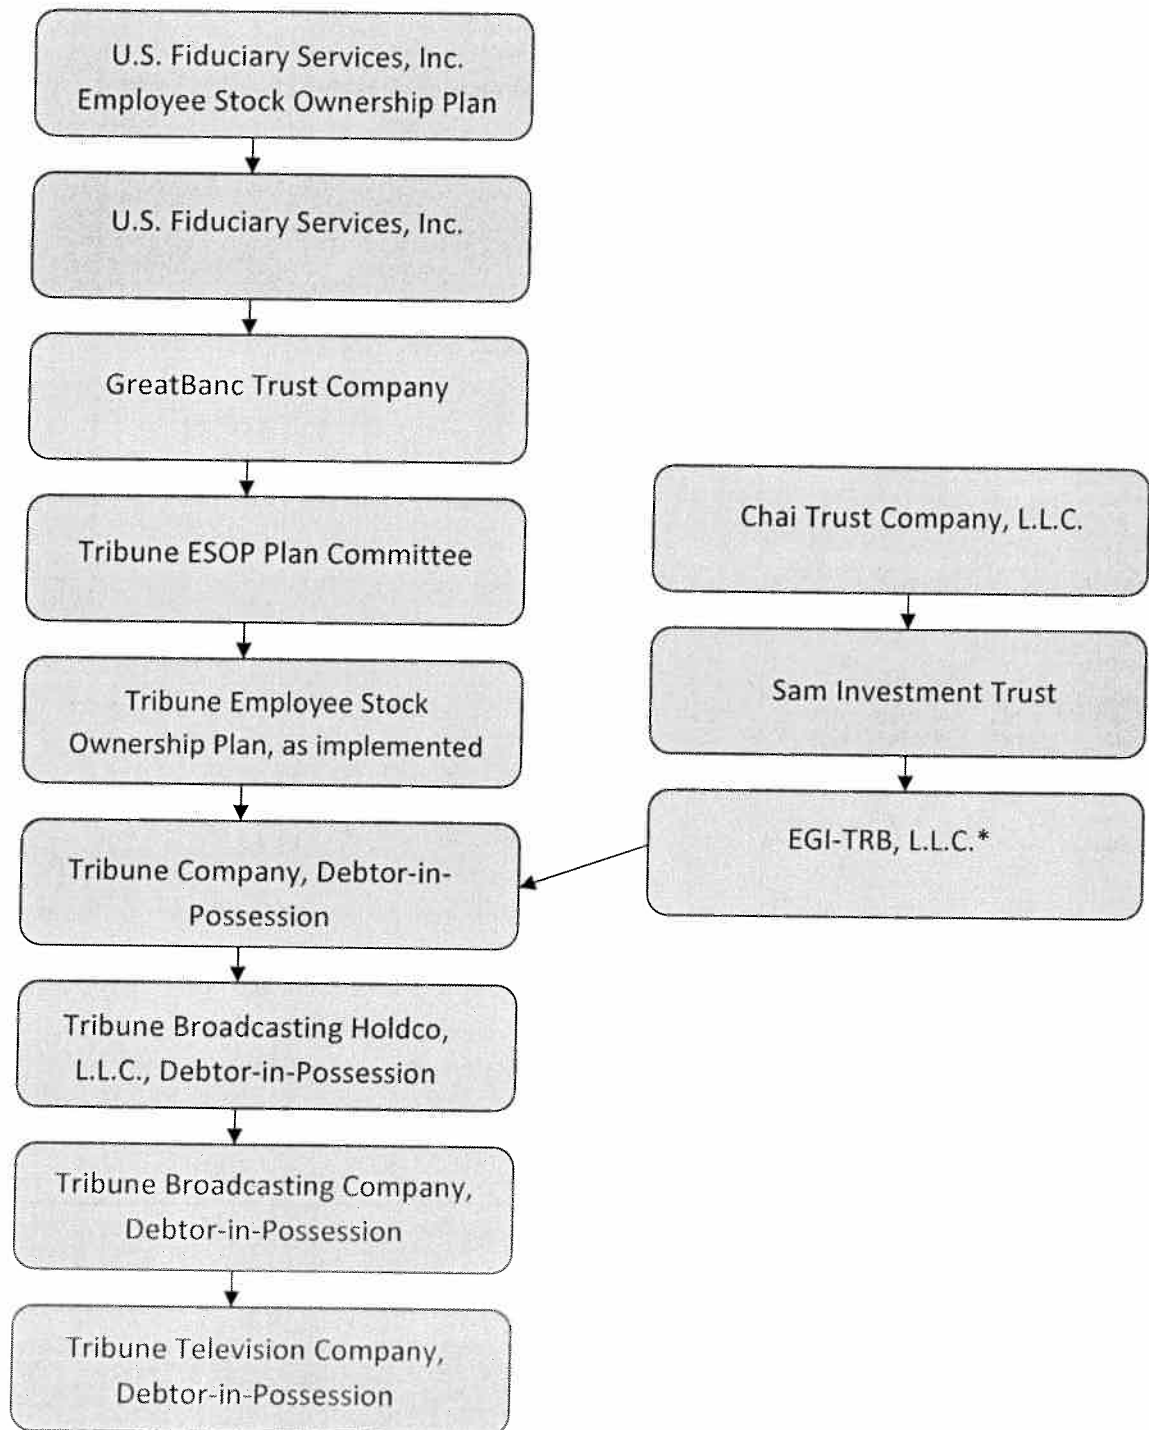 U.S. Fiduciary Services, Inc.
Employee Stock Ownership Plan
U.S. Fiduciary Services, Inc.
GreatBanc Trust Company
Tribune ESOP Plan Committee
Tribune Employee Stock
Ownership Plan, as implemented
Tribune Company, Debtor-in-
Possession
Tribune Broadcasting Holdco,
L.L.C., Debtor-in-Possession
Tribune Broadcasting Company,
Debtor-in-Possession
Tribune Television Company,
Debtor-in-Possession
Chai Trust Company, L.L.C.
Sam Investment Trust
EGI-TRB, L.L.C.*